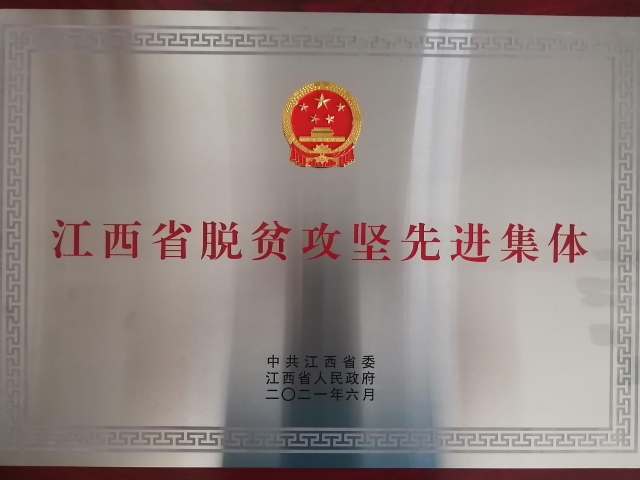 江西省脱贫攻坚先进集体
中共江西省委
江西省人民政府
二〇二一年六月